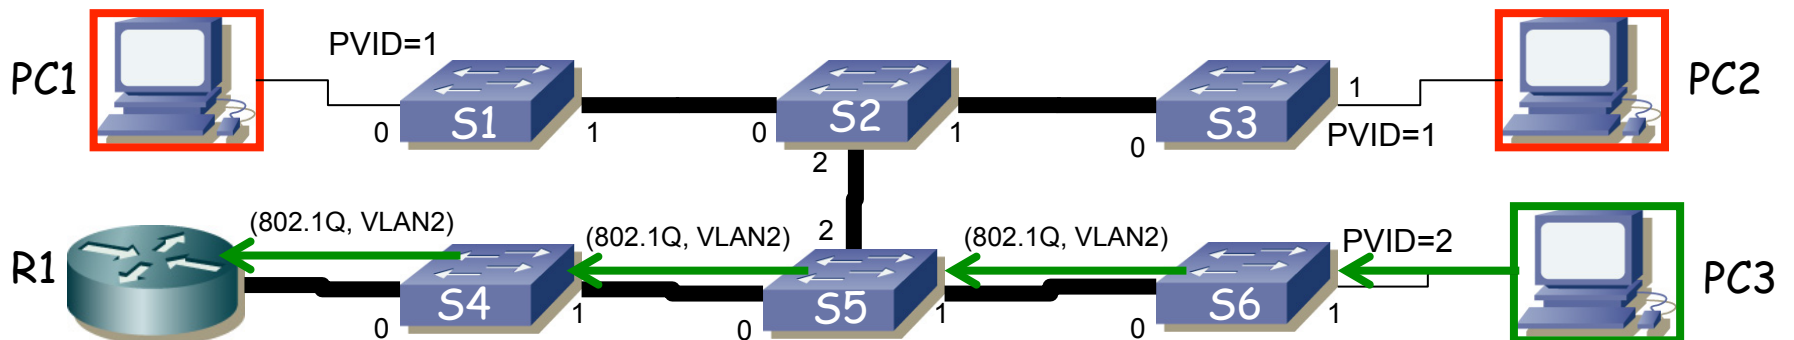 PC1
PVID=1
0
S1
1
0
S2
1
2
0
S3
1
PVID=1
PC2
R1
(802.1Q, VLAN2)
0
S4
1
(802.1Q, VLAN2)
2
0
S5
1
(802.1Q, VLAN2)
0
S6
1
PVID=2
PC3